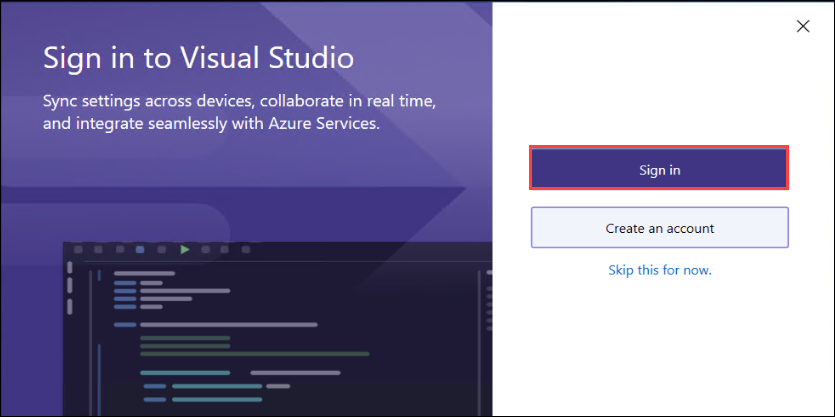 Sign in to Visual Studio
Sync settings across devices, collaborate in real time,
and integrate seamlessly with Azure Services.
Sign in
Create an account
Skip this for now.